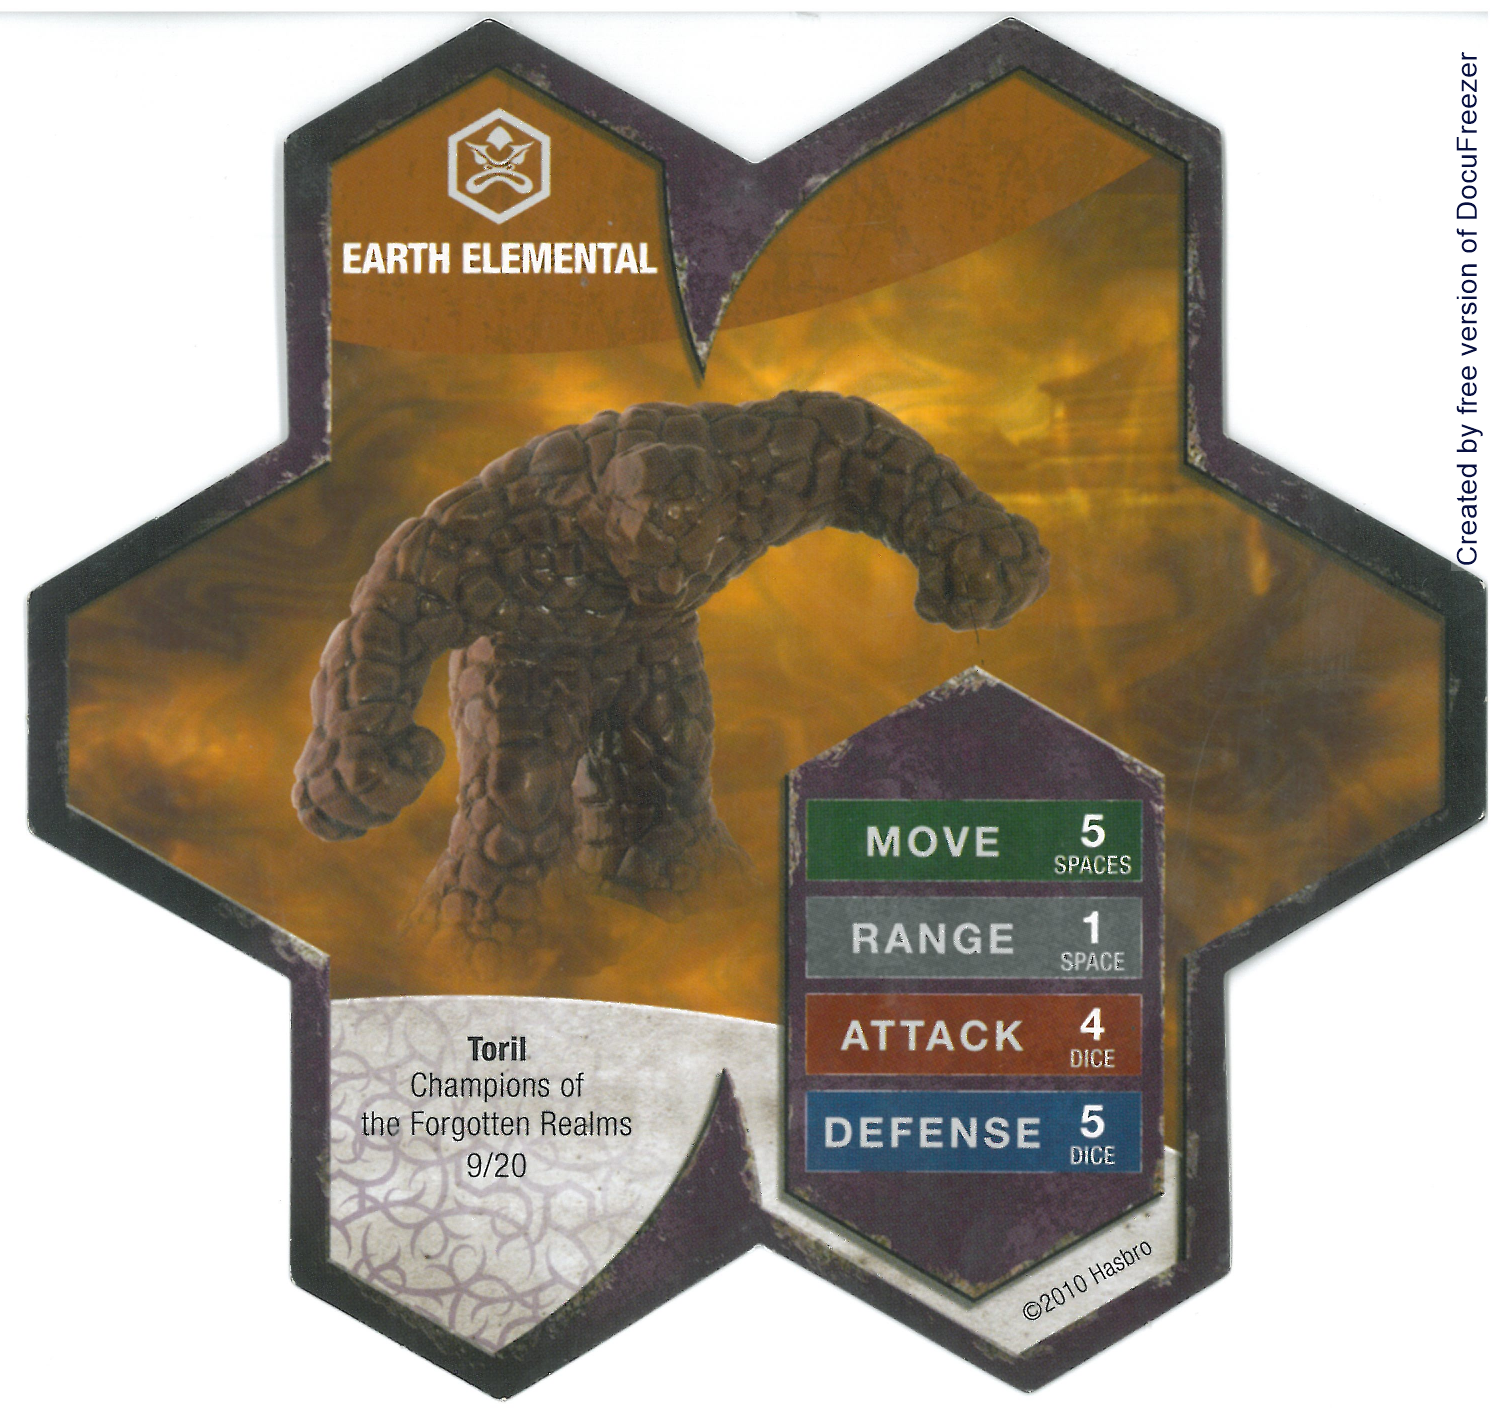 EARTH ELEMENTAL
MOVE 5 SPACES
RANGE 1 SPACE
ATTACK 4 DICE
DEFENSE 5 DICE
Toril
Champions of
the Forgotten Realms
9/20
©2010 Hasbro
Created by free version of DocuFreezer